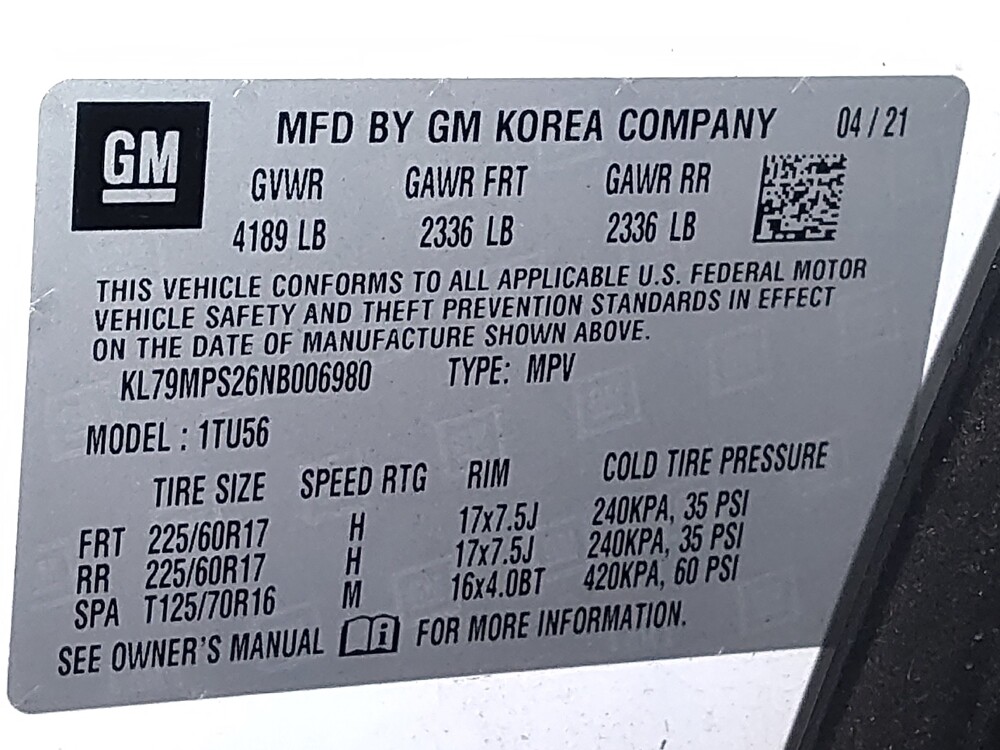 GM
MFD BY GM KOREA COMPANY 04/21
GVWR GAWR FRT GAWR RR
4189 LB 2336 LB 2336 LB
THIS VEHICLE CONFORMS TO ALL APPLICABLE U.S. FEDERAL MOTOR
VEHICLE SAFETY AND THEFT PREVENTION STANDARDS IN EFFECT
ON THE DATE OF MANUFACTURE SHOWN ABOVE.
KL79MPS26NB006980 TYPE: MPV
MODEL : 1TU56
TIRE SIZE SPEED RTG RIM COLD TIRE PRESSURE
FRT 225/60R17 H 17x7.5J 240KPA, 35 PSI
RR 225/60R17 H 17x7.5J 240KPA, 35 PSI
SPA T125/70R16 M 16x4.0BT 420KPA, 60 PSI
SEE OWNER'S MANUAL i FOR MORE INFORMATION.